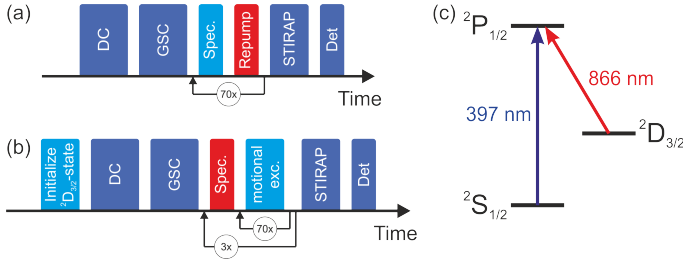 (a)
DC
GSC
Spec.
Repump
STIRAP
Det
70x
Time
(b)
Initialize
²D₃/₂-state
DC
GSC
Spec.
motional
exc.
STIRAP
Det
70x
3x
Time
(c)
²P₁/₂
866 nm
397 nm
²D₃/₂
²S₁/₂